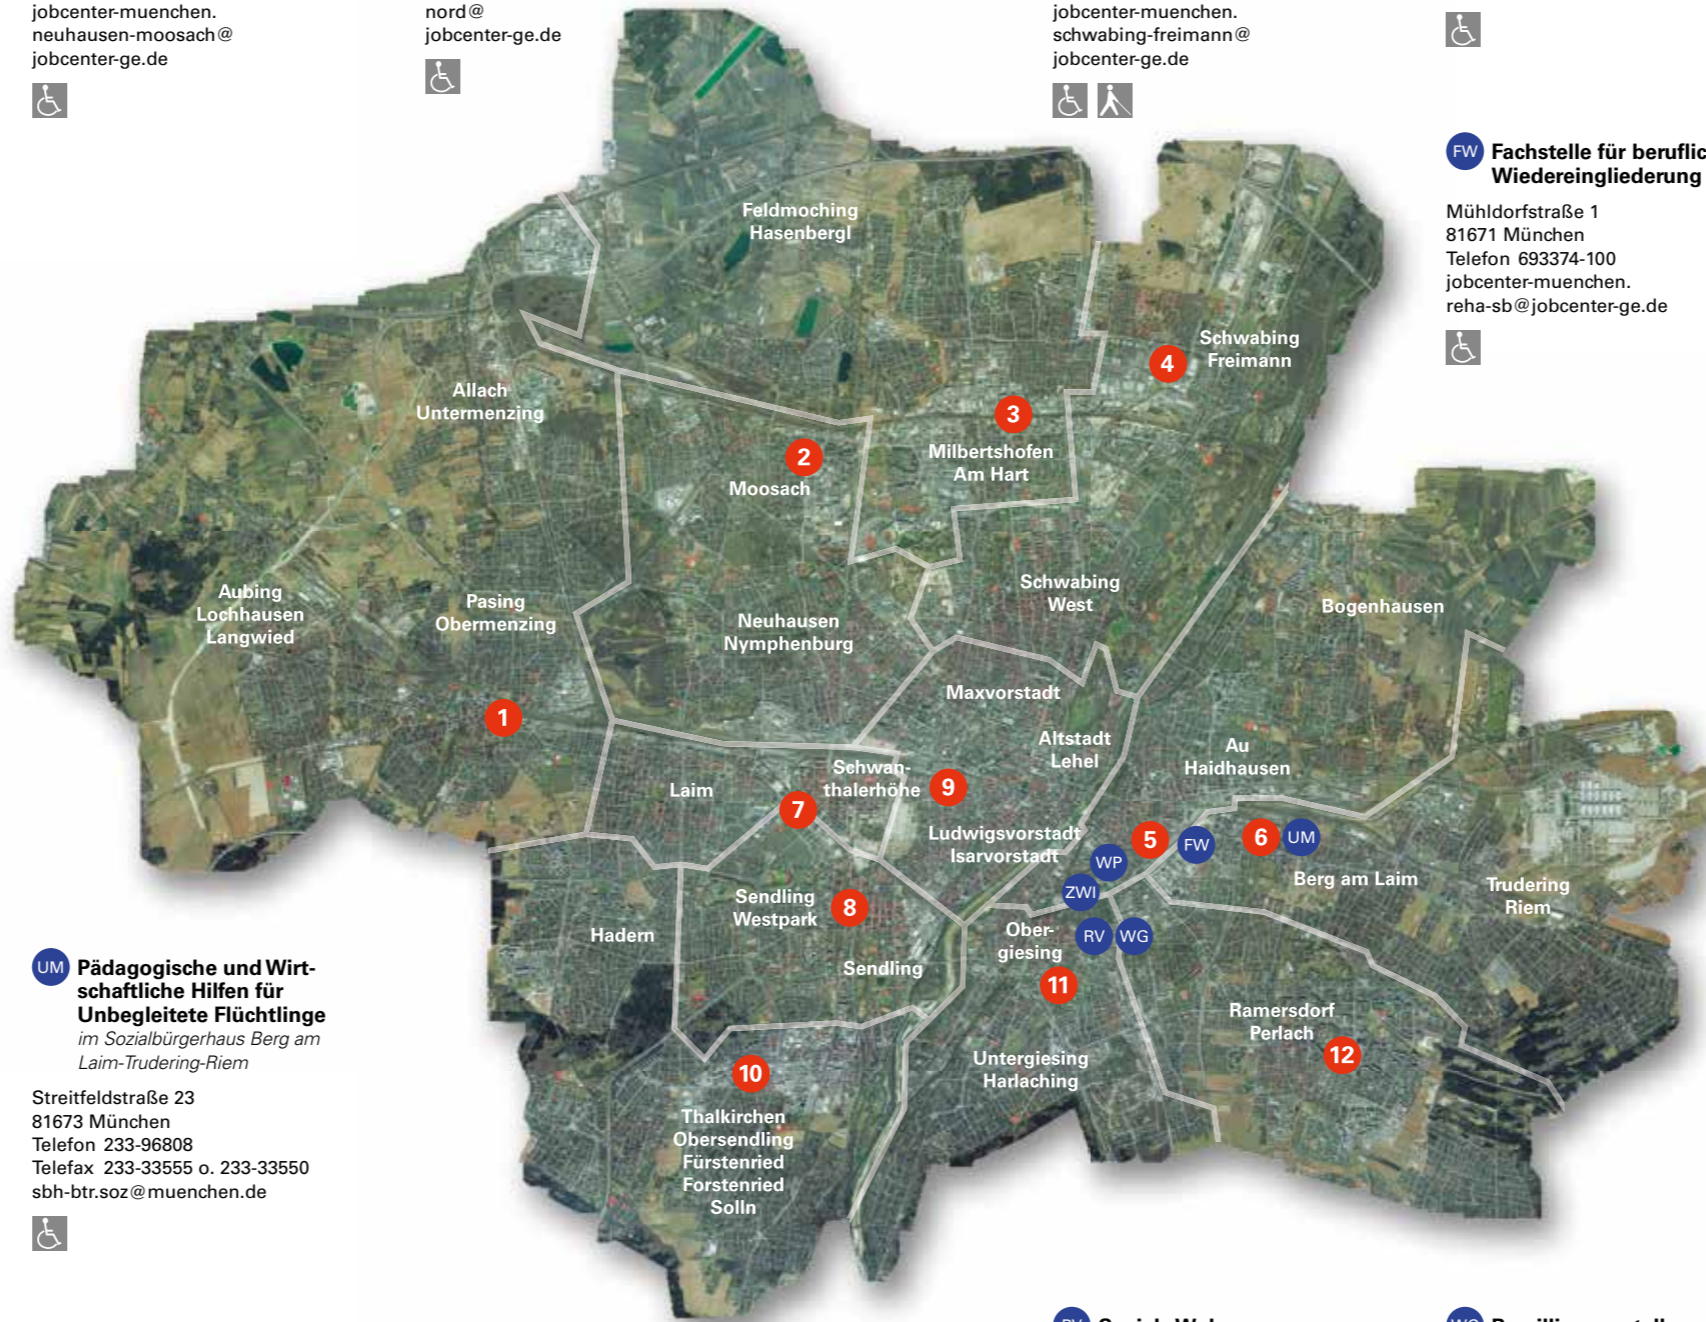 jobcenter-muenchen.
neuhausen-moosach@
jobcenter-ge.de
nord@
jobcenter-ge.de
jobcenter-muenchen.
schwabing-freimann@
jobcenter-ge.de
FW Fachstelle für beruflic
Wiedereingliederung
Mühldorfstraße 1
81671 München
Telefon 693374-100
jobcenter-muenchen.
reha-sb@jobcenter-ge.de
Feldmoching
Hasenbergl
Schwabing
Freimann
4
Allach
Untermenzing
3
Milbertshofen
Am Hart
2
Moosach
Aubing
Lochhausen
Langwied
Pasing
Obermenzing
Neuhausen
Nymphenburg
Schwabing
West
Bogenhausen
1
Maxvorstadt
Altstadt
Lehel
Au
Haidhausen
Laim
Schwan-
thalerhöhe
9
7
Ludwigsvorstadt
Isarvorstadt
5
FW
6
UM
WP
ZWI
Berg am Laim
Trudering
Riem
Sendling
Westpark
8
Hadern
Sendling
Ober-
giesing
RV
WG
11
Ramersdorf
Perlach
12
Untergiesing
Harlaching
10
Thalkirchen
Obersendling
Fürstenried
Forstenried
Solln
UM Pädagogische und Wirt-
schaftliche Hilfen für
Unbegleitete Flüchtlinge
im Sozialbürgerhaus Berg am
Laim-Trudering-Riem
Streitfeldstraße 23
81673 München
Telefon 233-96808
Telefax 233-33555 o. 233-33550
sbh-btr.soz@muenchen.de